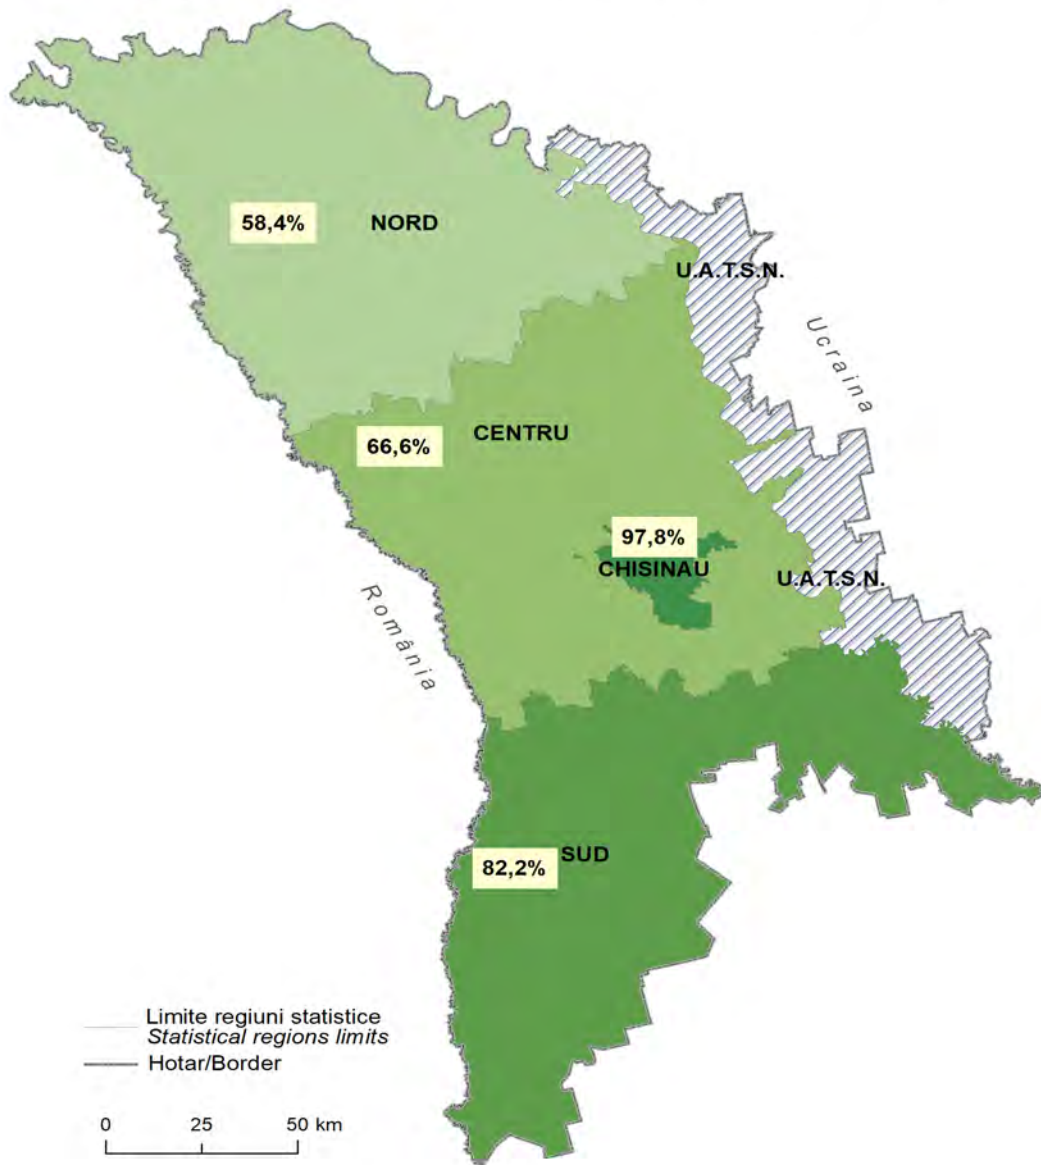 58,4%
NORD
U.A.T.S.N.
Ucraina
CENTRU
66,6%
97,8%
CHISINAU
U.A.T.S.N.
România
SUD
82,2%
Limite regiuni statistice
Statistical regions limits
Hotar/Border
0 25 50 km